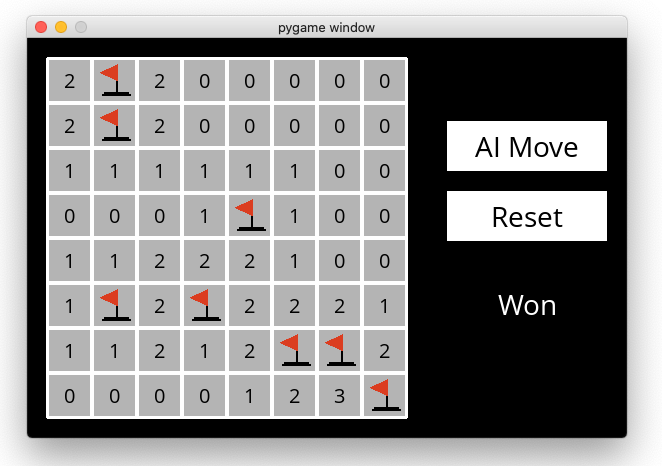 pygame window
2 2 0 0 0 0 0
2 2 0 0 0 0 0
1 1 1 1 1 1 0 0
0 0 0 1 1 0 0
1 1 2 2 2 1 0 0
1 2 2 2 2 1
1 1 2 1 2 2
0 0 0 0 1 2 3
AI Move
Reset
Won